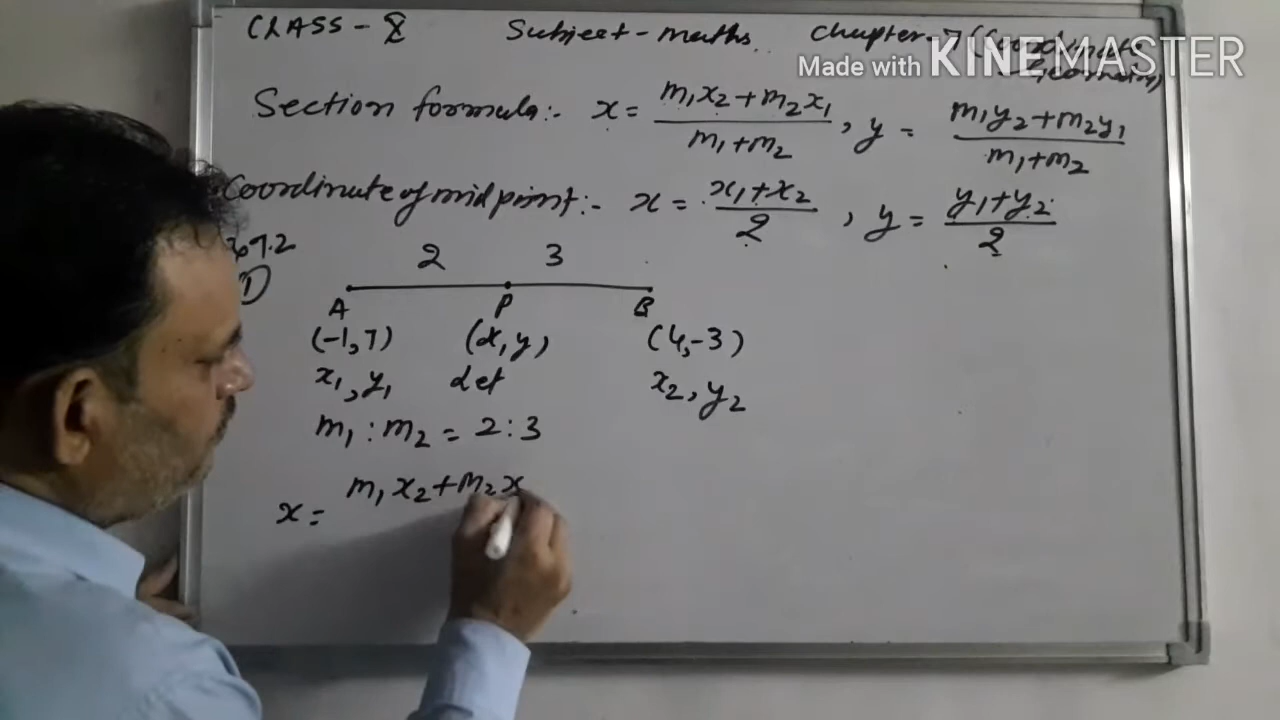 CLASS - X Subject - maths. Chapter - 7 (Coordinate
Made with KINEMASTER
Geometry)
Section formula:- x = m₁x₂+m₂x₁ / m₁+m₂ , y = m₁y₂+m₂y₁ / m₁+m₂
Coordinate of mid point:- x = x₁+x₂ / 2 , y = y₁+y₂ / 2
7.2
2 3
①
A P B
(-1,7) (x,y) (4,-3)
x₁,y₁ Let x₂,y₂
m₁:m₂ = 2:3
x = m₁x₂+m₂x